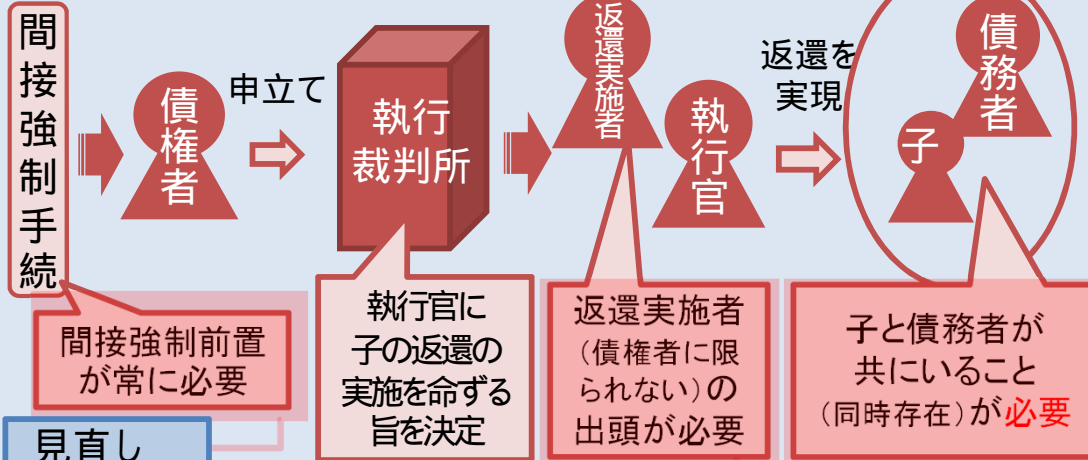 間接強制手続
債権者
申立て
執行
裁判所
返還実施者
執行官
返還を
実現
債務者
子
間接強制前置
が常に必要
執行官に
子の返還の
実施を命ずる
旨を決定
返還実施者
(債権者に限
られない)の
出頭が必要
子と債務者が
共にいること
(同時存在)が必要
見直し